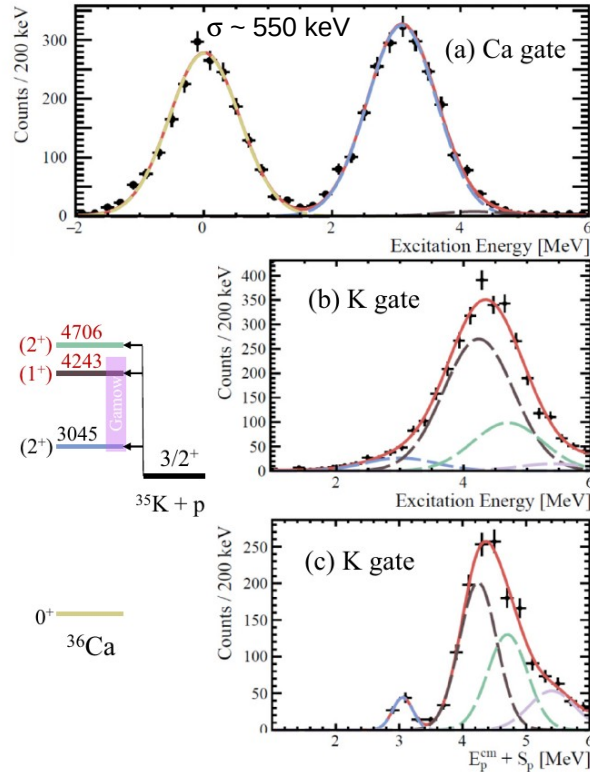 σ ~ 550 keV
(a) Ca gate
Counts / 200 keV
300
200
100
−2
0
2
4
6
Excitation Energy [MeV]
(b) K gate
Counts / 200 keV
400
350
300
250
200
150
100
50
0
2
4
6
Excitation Energy [MeV]
(2⁺) 4706
(1⁺) 4243
Gamow
(2⁺) 3045
3/2⁺
³⁵K + p
0⁺
³⁶Ca
(c) K gate
Counts / 200 keV
250
200
150
100
50
0
2
3
4
5
6
E_p^cm + S_p [MeV]